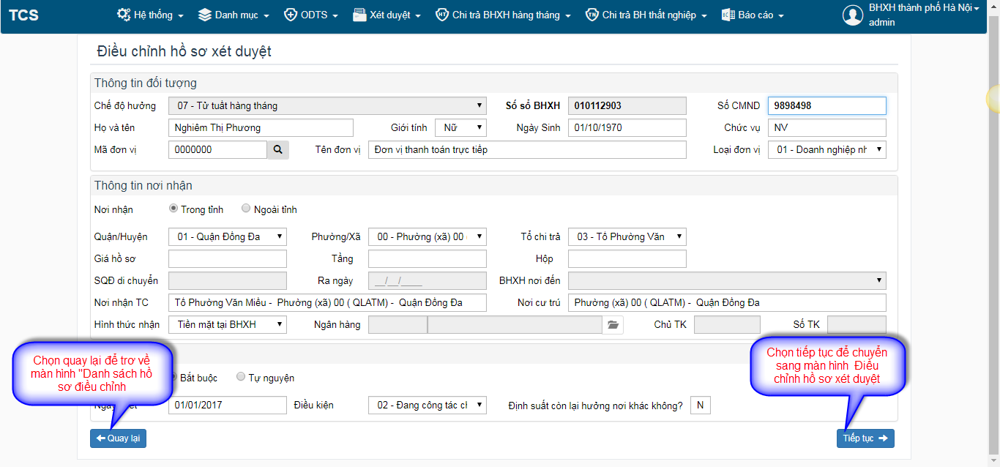 TCS Hệ thống Danh mục ODTS Xét duyệt Chi trả BHXH hàng tháng Chi trả BH thất nghiệp Báo cáo BHXH thành phố Hà Nội
admin
Điều chỉnh hồ sơ xét duyệt
Thông tin đối tượng
Chế độ hưởng 07 - Tử tuất hàng tháng Số sổ BHXH 010112903 Số CMND 9898498
Họ và tên Nghiêm Thị Phương Giới tính Nữ Ngày Sinh 01/10/1970 Chức vụ NV
Mã đơn vị 0000000 Tên đơn vị Đơn vị thanh toán trực tiếp Loại đơn vị 01 - Doanh nghiệp nh
Thông tin nơi nhận
Nơi nhận Trong tỉnh Ngoài tỉnh
Quận/Huyện 01 - Quận Đống Đa Phường/Xã 00 - Phường (xã) 00 Tổ chi trả 03 - Tổ Phường Văn
Giá hồ sơ Tầng Hộp
SQĐ di chuyển Ra ngày __/__/____ BHXH nơi đến
Nơi nhận TC Tổ Phường Văn Miếu - Phường (xã) 00 ( QLATM) - Quận Đống Đa Nơi cư trú Phường (xã) 00 ( QLATM) - Quận Đống Đa
Hình thức nhận Tiền mặt tại BHXH Ngân hàng Chủ TK Số TK
Chọn quay lại để trơ về
màn hình "Danh sách hồ
sơ điều chỉnh
Chọn tiếp tục để chuyển
sang màn hình Điều
chỉnh hồ sơ xét duyệt
Bắt buộc Tự nguyện
01/01/2017 Điều kiện 02 - Đang công tác ch Định suất còn lại hưởng nơi khác không? N
Quay lại Tiếp tục